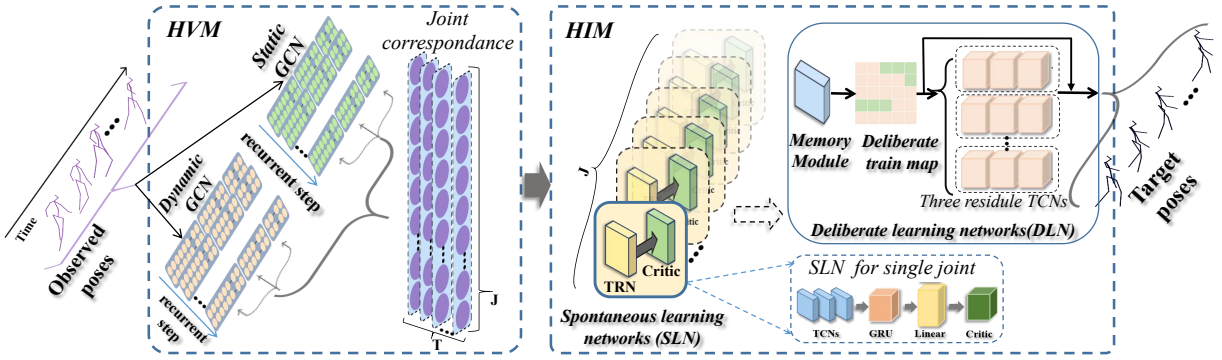 Time
Observed
poses
HVM
Static
GCN
recurrent step
Dynamic
GCN
recurrent
step
Joint
correspondance
J
T
HIM
J
TRN
Critic
Critic
Spontaneous learning
networks (SLN)
Memory
Module
Deliberate
train map
Three residule TCNs
Deliberate learning networks(DLN)
SLN for single joint
TCNs
GRU
Linear
Critic
Target
poses